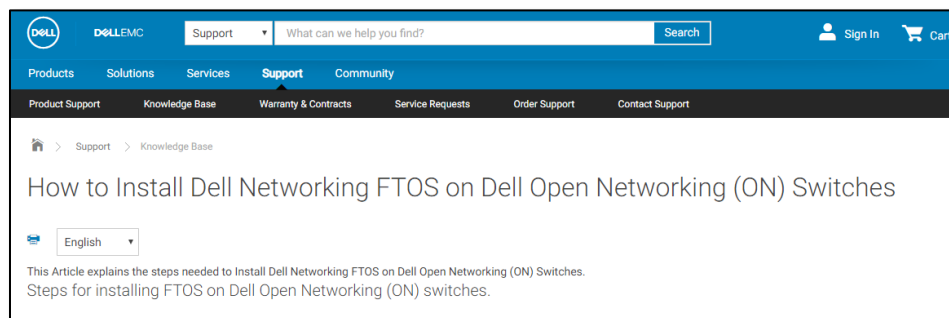 DELL DELLEMC Support What can we help you find? Search Sign In Cart
Products Solutions Services Support Community
Product Support Knowledge Base Warranty & Contracts Service Requests Order Support Contact Support
> Support > Knowledge Base
How to Install Dell Networking FTOS on Dell Open Networking (ON) Switches
English
This Article explains the steps needed to Install Dell Networking FTOS on Dell Open Networking (ON) Switches.
Steps for installing FTOS on Dell Open Networking (ON) switches.